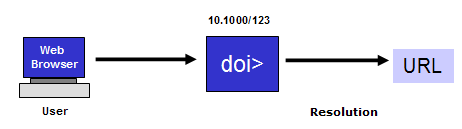 10.1000/123
Web
Browser
doi>
URL
User
Resolution